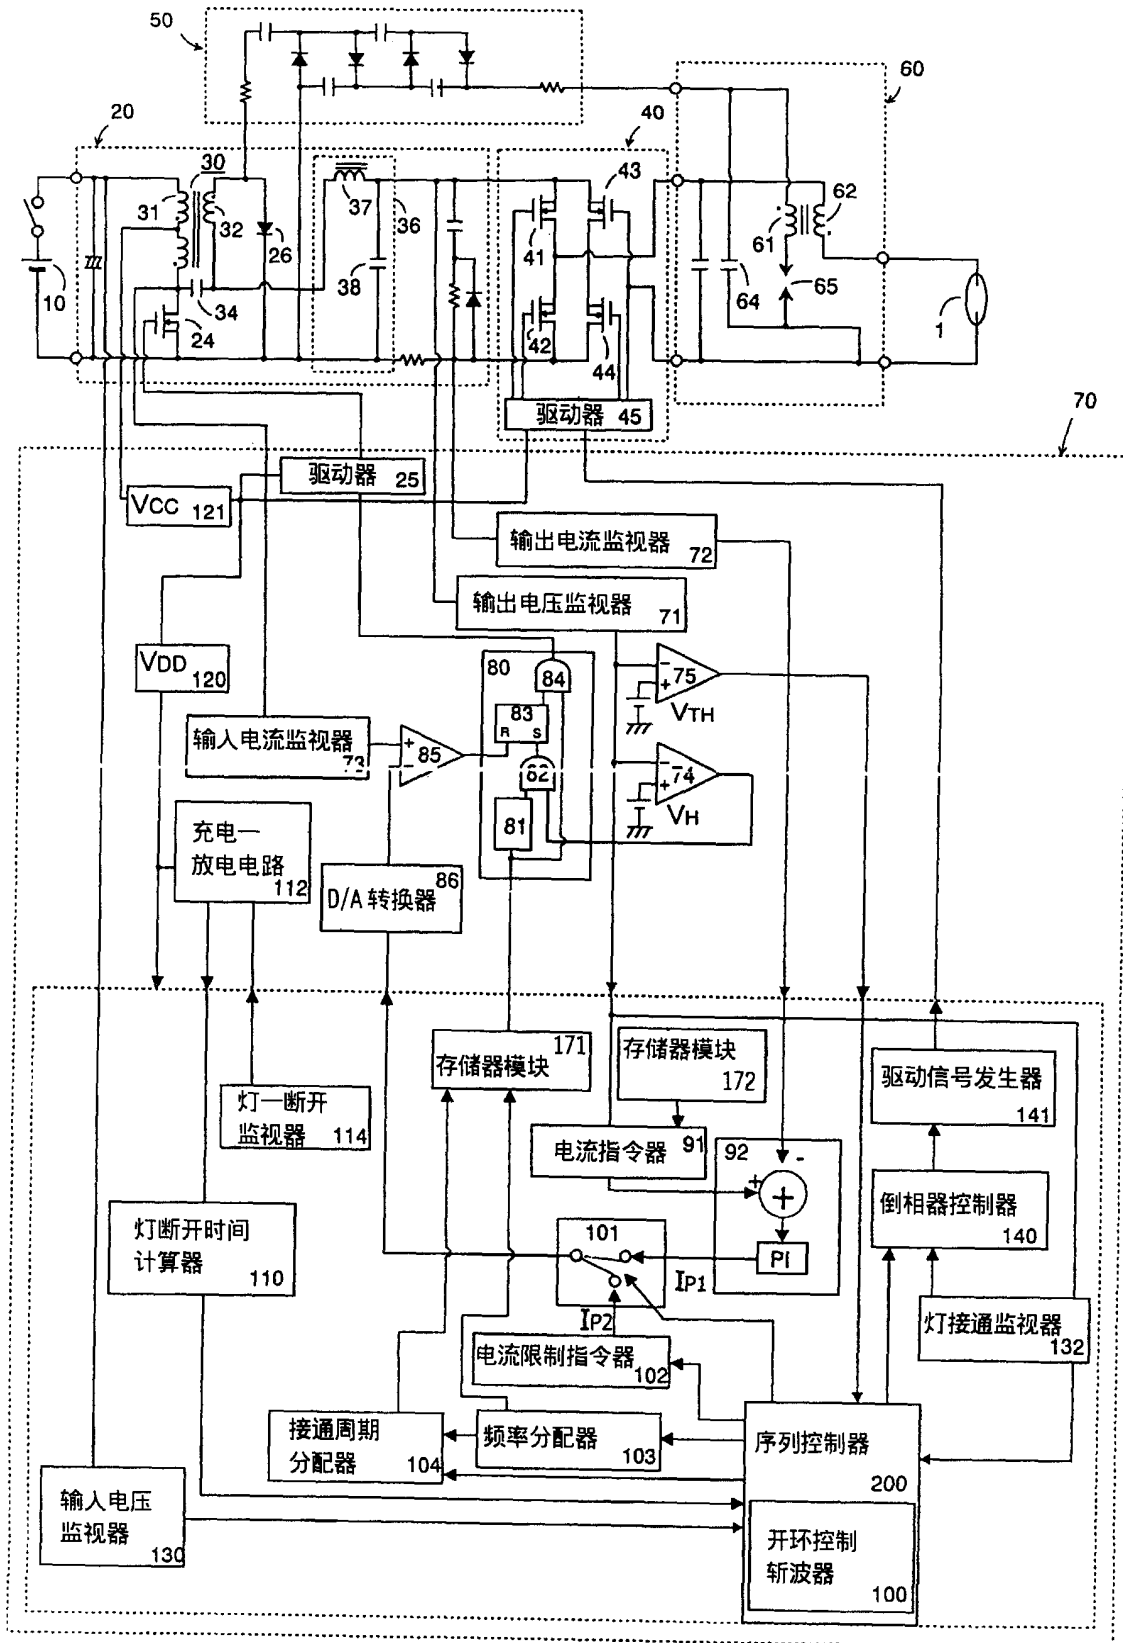 50
60
20
40
30
43
31
32
37
36
62
26
41
61
10
38
34
64
65
24
42
1
44
驱动器 45
70
驱动器 25
VCC 121
输出电流监视器 72
输出电压监视器 71
VDD 120
80
84
75
VTH
83
R S
输入电流监视器 73
+
−
85
82
74
VH
81
充电一
放电电路 112
D/A 转换器 86
存储器模块 171
存储器模块 172
驱动信号发生器 141
灯一断开
监视器 114
电流指令器 91
92
-
+
+
PI
倒相器控制器 140
灯断开时间
计算器 110
101
IP1
IP2
灯接通监视器 132
电流限制指令器 102
接通周期
分配器 104
频率分配器 103
序列控制器
200
输入电压
监视器 130
开环控制
斩波器 100